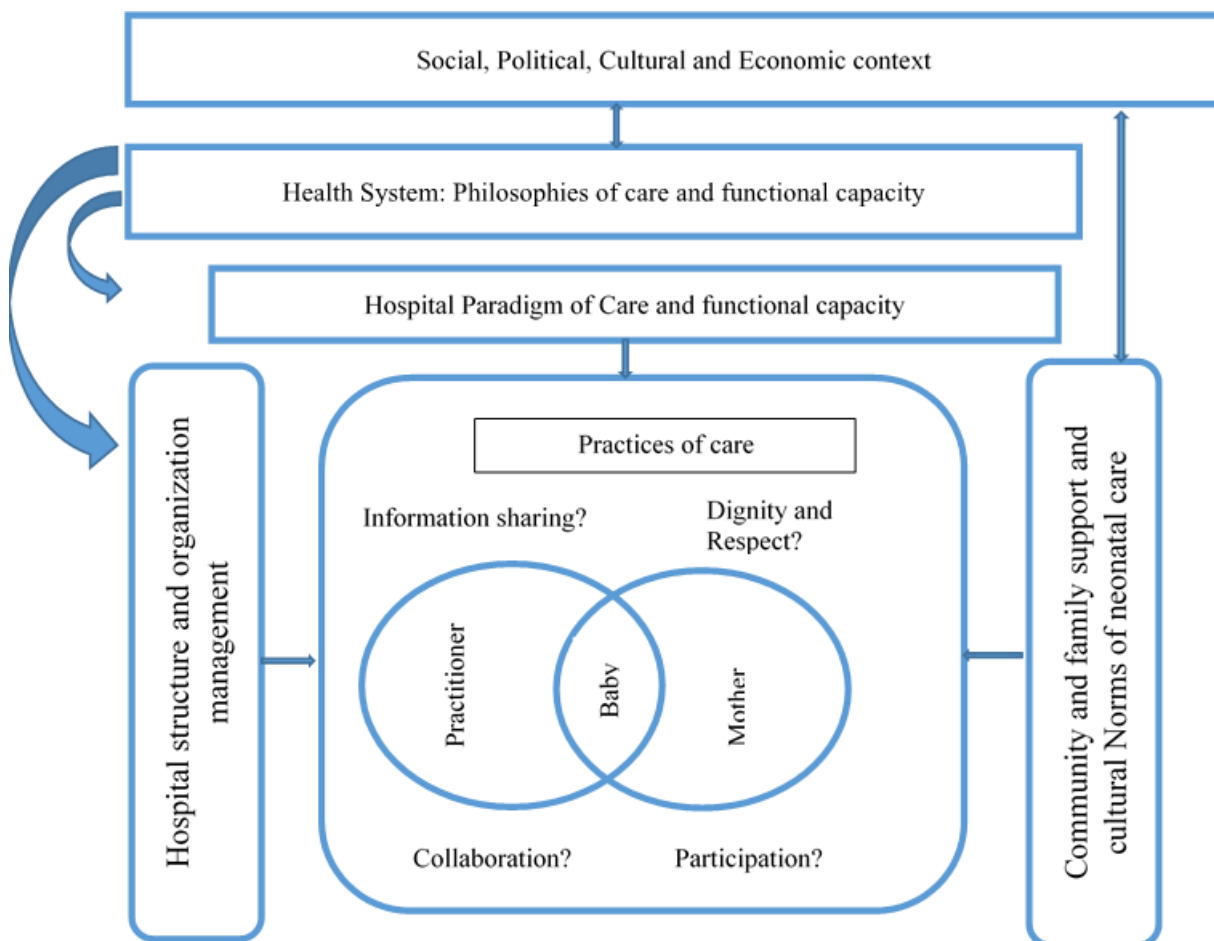 Social, Political, Cultural and Economic context
Health System: Philosophies of care and functional capacity
Hospital Paradigm of Care and functional capacity
Hospital structure and organization
management
Practices of care
Information sharing?
Dignity and
Respect?
Practitioner
Baby
Mother
Collaboration?
Participation?
Community and family support and
cultural Norms of neonatal care